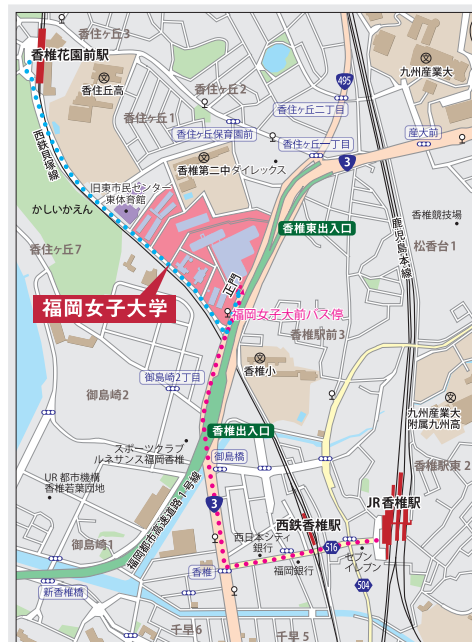 香住ヶ丘3
香椎花園前駅
九州産業大
香住丘高
香住ヶ丘2
495
香住ヶ丘1
香住ヶ丘二丁目
香住ヶ丘保育園前
産大前
香住ヶ丘一丁目
3
西鉄貝塚線
香椎第二中
ダイレックス
旧東市民センター
東体育館
かしいかえん
香椎東出入口
香椎競技場
鹿児島本線
松香台1
香住ヶ丘7
正門
福岡女子大学
福岡女子大前バス停
香椎駅前3
香椎小
御島崎2丁目
御島崎2
九州産業大
附属九州高
香椎出入口
スポーツクラブ
ルネサンス福岡香椎
御島橋
香椎駅東2
UR都市機構
香椎若葉団地
福岡都市高速道路1号線
3
JR香椎駅
西鉄香椎駅
西日本シティ
銀行
516
セブン
イレブン
御島崎1
香椎
福岡銀行
504
新香椎橋
千早6
千早5